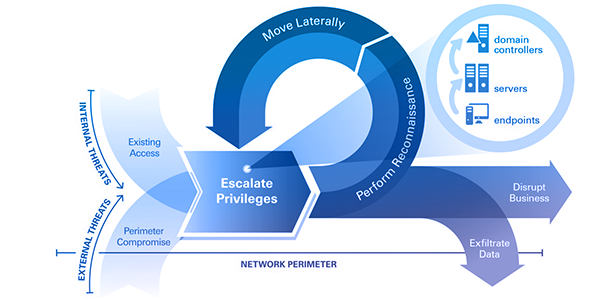 Move Laterally
Perform Reconnaissance
domain
controllers
servers
endpoints
INTERNAL THREATS
Existing
Access
Escalate
Privileges
Disrupt
Business
EXTERNAL THREATS
Perimeter
Compromise
Exfiltrate
Data
NETWORK PERIMETER